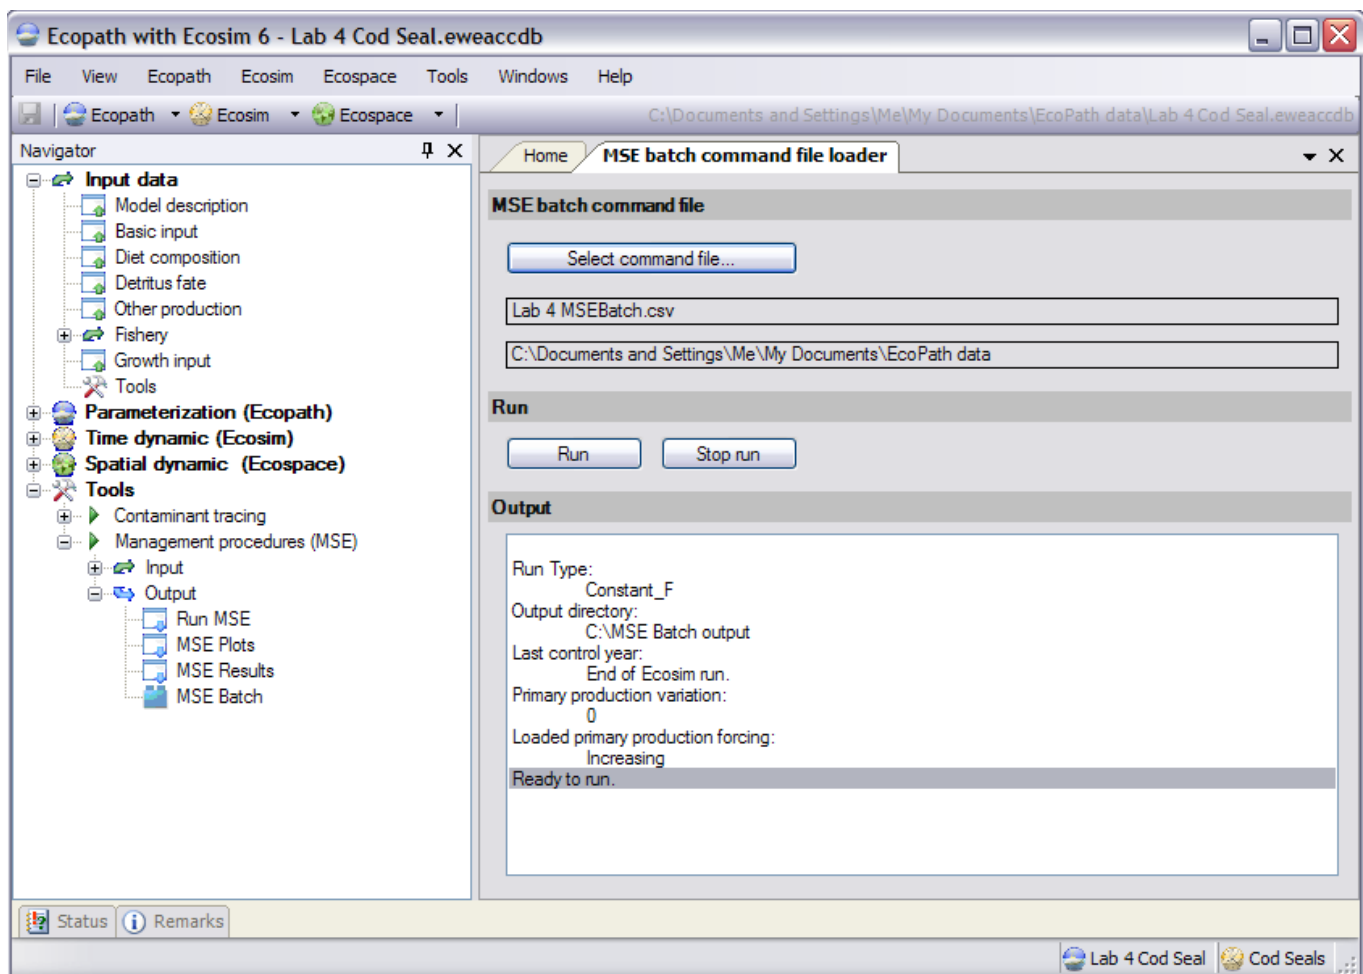 Ecopath with Ecosim 6 - Lab 4 Cod Seal.eweaccdb
File View Ecopath Ecosim Ecospace Tools Windows Help
Ecopath Ecosim Ecospace C:\Documents and Settings\Me\My Documents\EcoPath data\Lab 4 Cod Seal.eweaccdb
Navigator
Input data
Model description
Basic input
Diet composition
Detritus fate
Other production
Fishery
Growth input
Tools
Parameterization (Ecopath)
Time dynamic (Ecosim)
Spatial dynamic (Ecospace)
Tools
Contaminant tracing
Management procedures (MSE)
Input
Output
Run MSE
MSE Plots
MSE Results
MSE Batch
Home MSE batch command file loader
MSE batch command file
Select command file...
Lab 4 MSEBatch.csv
C:\Documents and Settings\Me\My Documents\EcoPath data
Run
Run Stop run
Output
Run Type:
Constant_F
Output directory:
C:\MSE Batch output
Last control year:
End of Ecosim run.
Primary production variation:
0
Loaded primary production forcing:
Increasing
Ready to run.
Status Remarks
Lab 4 Cod Seal Cod Seals